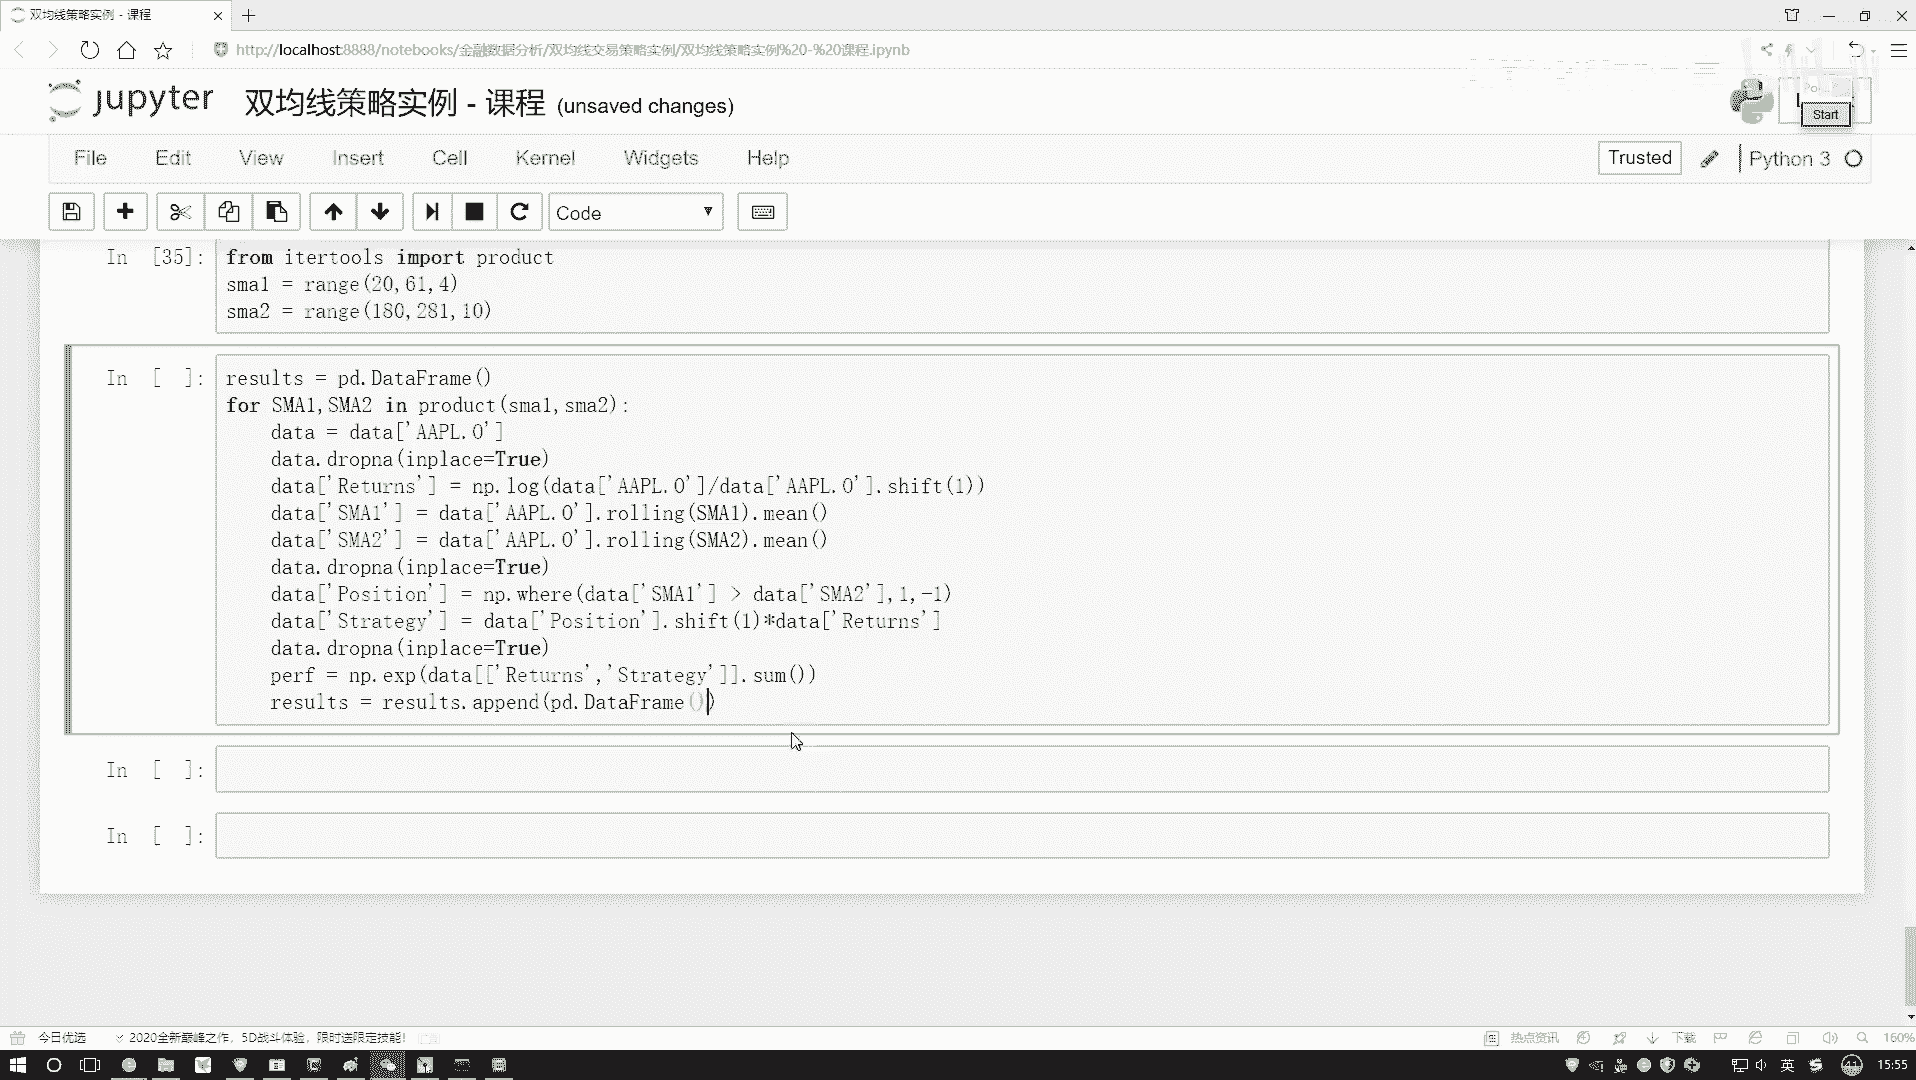 双均线策略实例 - 课程
http://localhost:8888/notebooks/金融数据分析/双均线交易策略实例/双均线策略实例%20-%20课程.ipynb
jupyter 双均线策略实例 - 课程 (unsaved changes)
Start
File Edit View Insert Cell Kernel Widgets Help
Trusted Python 3
Code
In [35]:
from itertools import product
sma1 = range(20,61,4)
sma2 = range(180,281,10)
In [ ]:
results = pd.DataFrame()
for SMA1,SMA2 in product(sma1,sma2):
data = data['AAPL.O']
data.dropna(inplace=True)
data['Returns'] = np.log(data['AAPL.O']/data['AAPL.O'].shift(1))
data['SMA1'] = data['AAPL.O'].rolling(SMA1).mean()
data['SMA2'] = data['AAPL.O'].rolling(SMA2).mean()
data.dropna(inplace=True)
data['Position'] = np.where(data['SMA1'] > data['SMA2'],1,-1)
data['Strategy'] = data['Position'].shift(1)*data['Returns']
data.dropna(inplace=True)
perf = np.exp(data[['Returns','Strategy']].sum())
results = results.append(pd.DataFrame())
In [ ]:
In [ ]:
今日优选 2020全新巅峰之作，5D战斗体验，限时送限定技能！
热点资讯 下载 160%
英 41 15:55